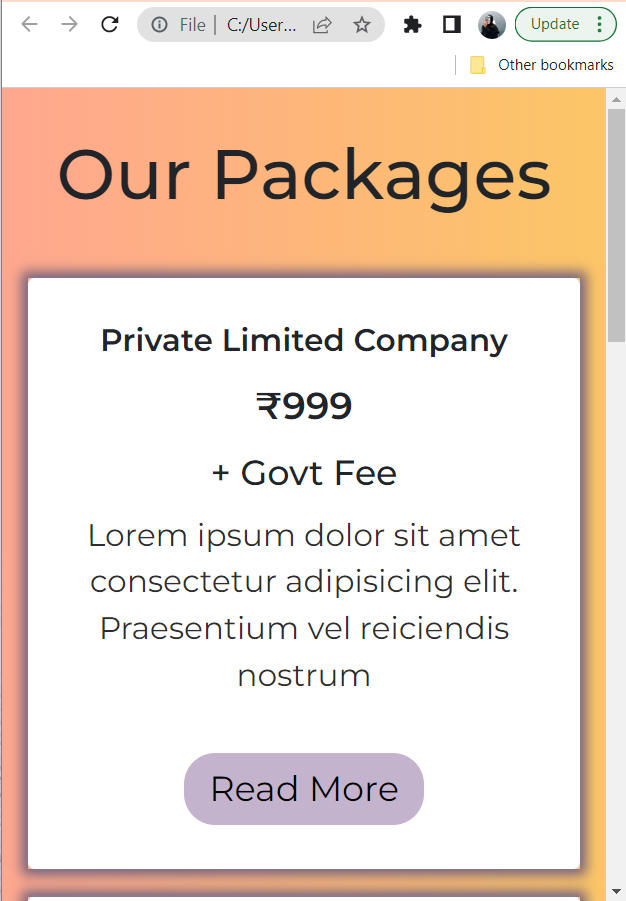 File | C:/User...
Update
Other bookmarks
Our Packages
Private Limited Company
₹999
+ Govt Fee
Lorem ipsum dolor sit amet
consectetur adipisicing elit.
Praesentium vel reiciendis
nostrum
Read More